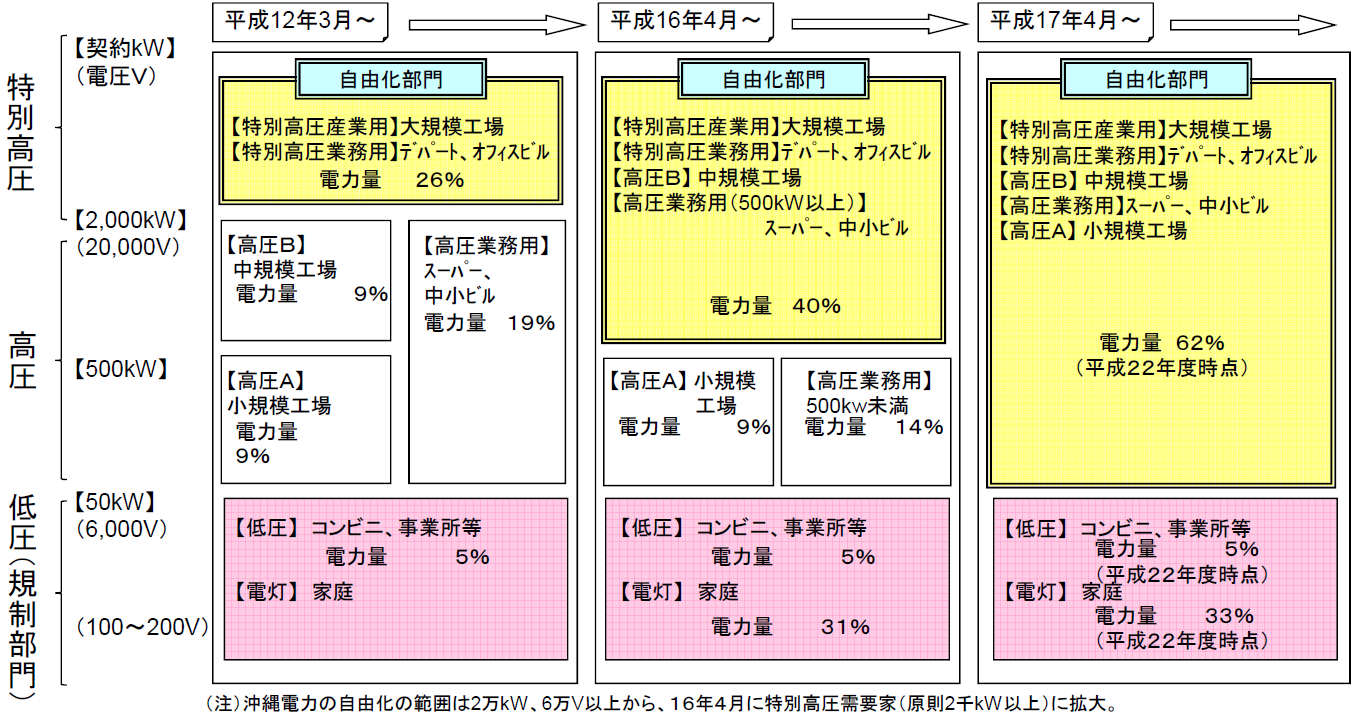 平成12年3月～
平成16年4月～
平成17年4月～
特別高圧
高圧
低圧(規制部門)
【契約kW】
(電圧V)
【2,000kW】
(20,000V)
【500kW】
【50kW】
(6,000V)
(100～200V)
自由化部門
【特別高圧産業用】大規模工場
【特別高圧業務用】ﾃﾞﾊﾟｰﾄ、ｵﾌｨｽﾋﾞﾙ
電力量 26%
【高圧B】
中規模工場
電力量 9%
【高圧業務用】
ｽｰﾊﾟｰ、
中小ﾋﾞﾙ
電力量 19%
【高圧A】
小規模工場
電力量
9%
【低圧】 コンビニ、事業所等
電力量 5%
【電灯】 家庭
自由化部門
【特別高圧産業用】大規模工場
【特別高圧業務用】ﾃﾞﾊﾟｰﾄ、ｵﾌｨｽﾋﾞﾙ
【高圧B】 中規模工場
【高圧業務用(500kW以上)】
ｽｰﾊﾟｰ、中小ﾋﾞﾙ
電力量 40%
【高圧A】 小規模
工場
電力量 9%
【高圧業務用】
500kw未満
電力量 14%
【低圧】 コンビニ、事業所等
電力量 5%
【電灯】 家庭
電力量 31%
自由化部門
【特別高圧産業用】大規模工場
【特別高圧業務用】ﾃﾞﾊﾟｰﾄ、ｵﾌｨｽﾋﾞﾙ
【高圧B】 中規模工場
【高圧業務用】ｽｰﾊﾟｰ、中小ﾋﾞﾙ
【高圧A】 小規模工場
電力量 62%
(平成22年度時点)
【低圧】 コンビニ、事業所等
電力量 5%
(平成22年度時点)
【電灯】 家庭
電力量 33%
(平成22年度時点)
(注)沖縄電力の自由化の範囲は2万kW、6万V以上から、16年4月に特別高圧需要家(原則2千kW以上)に拡大。